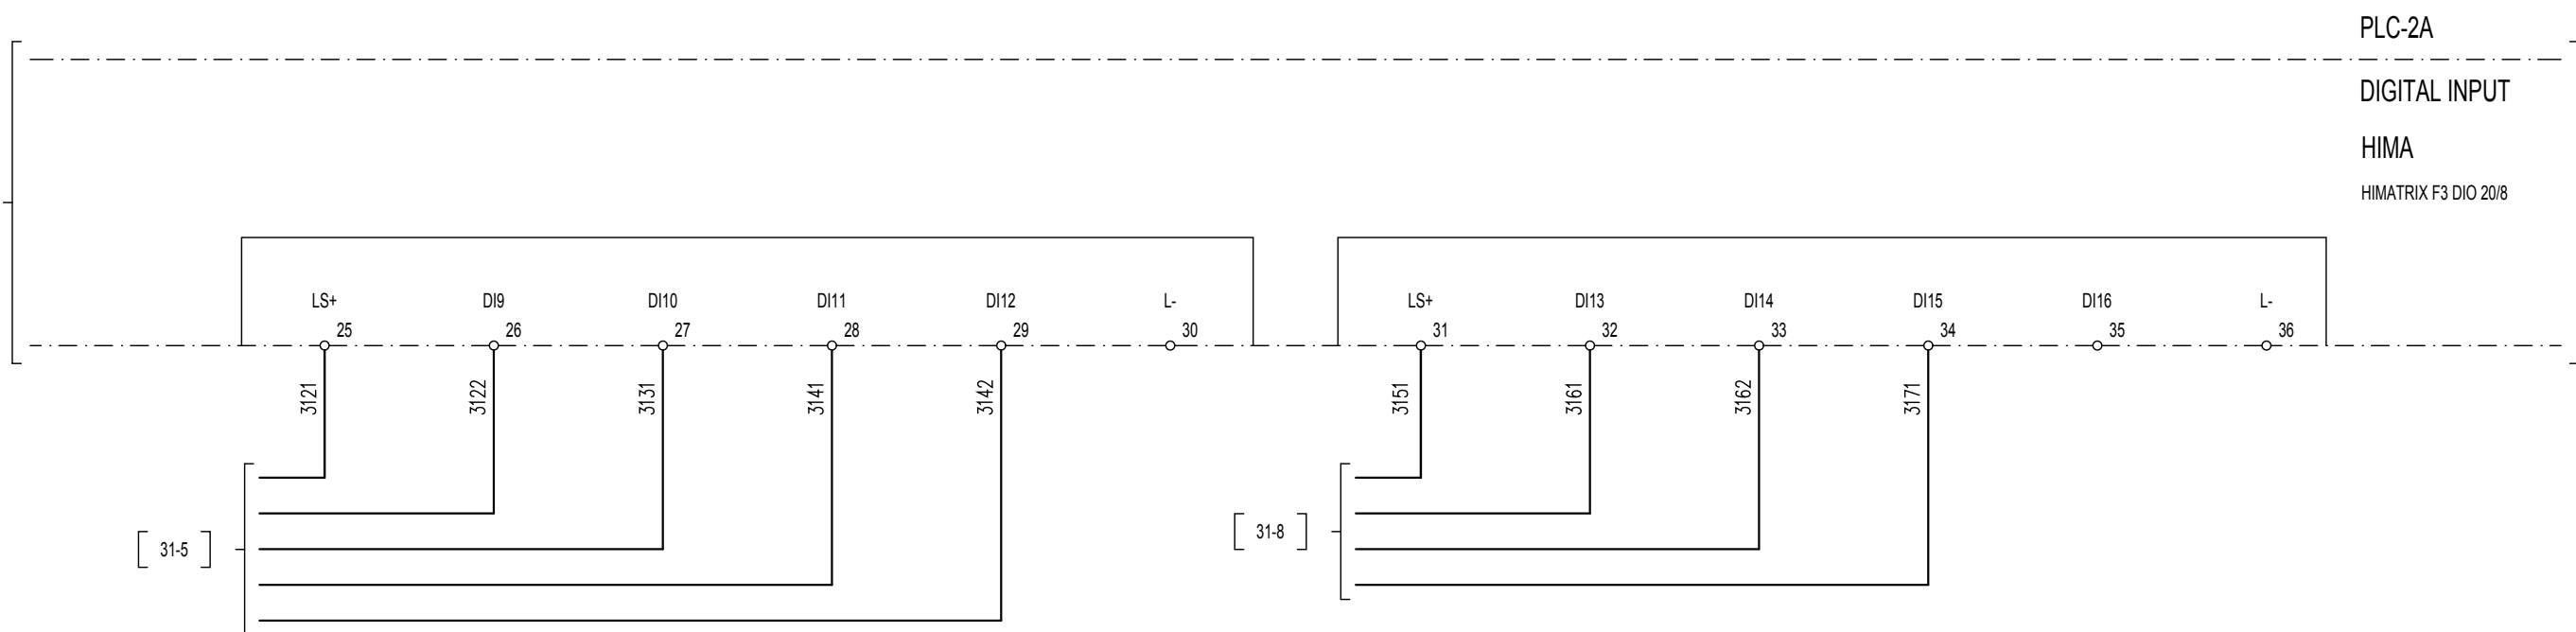 PLC-2A
DIGITAL INPUT
HIMA
HIMATRIX F3 DIO 20/8
LS+ DI9 DI10 DI11 DI12 L- LS+ DI13 DI14 DI15 DI16 L-
25 26 27 28 29 30 31 32 33 34 35 36
3121 3122 3131 3141 3142 3151 3161 3162 3171
31-5 31-8